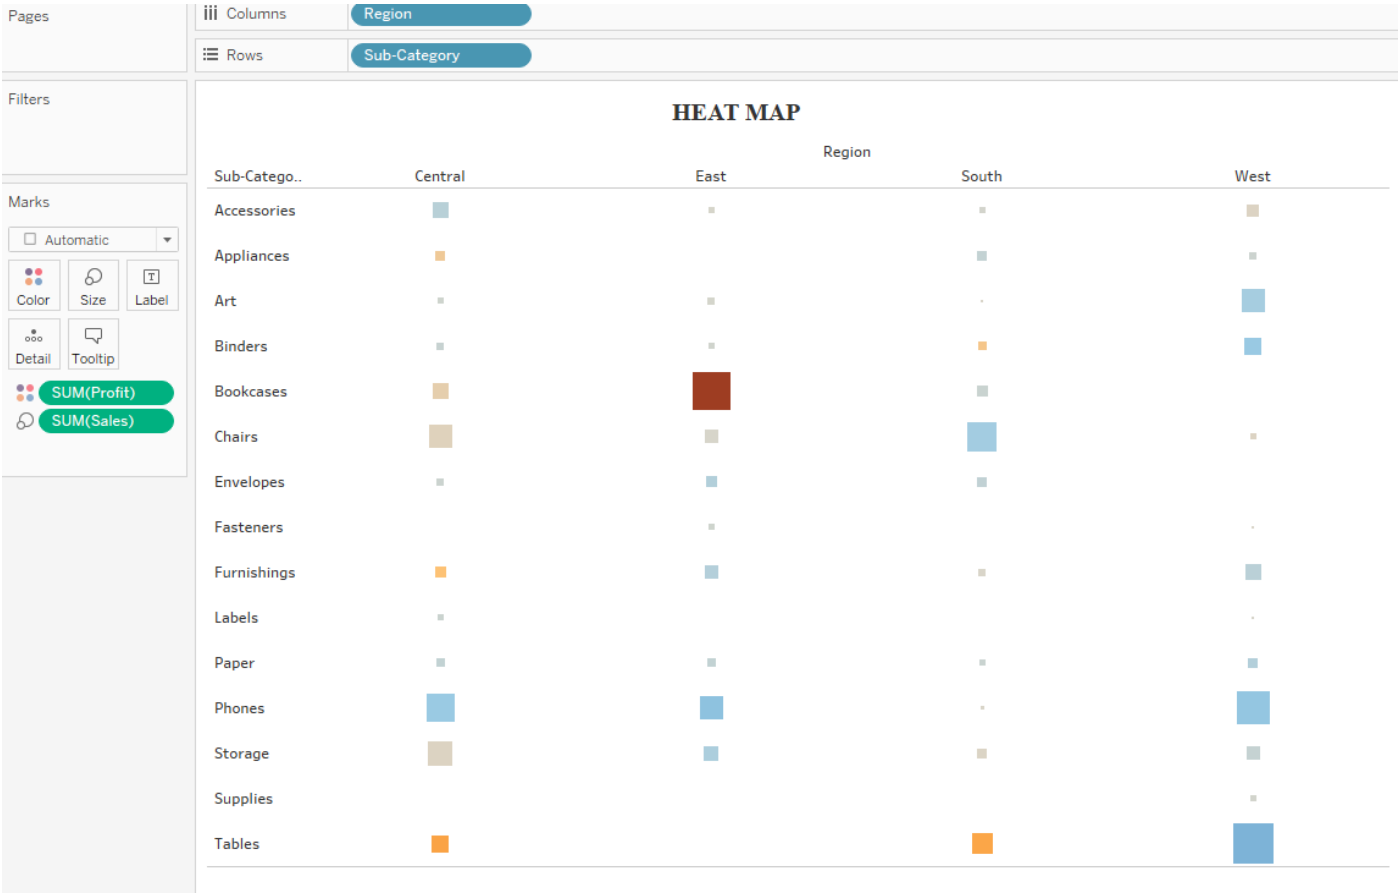 Pages
Columns Region
Rows Sub-Category
Filters
HEAT MAP
Region
Sub-Catego.. Central East South West
Marks
Automatic
Color Size Label
Detail Tooltip
SUM(Profit)
SUM(Sales)
Accessories
Appliances
Art
Binders
Bookcases
Chairs
Envelopes
Fasteners
Furnishings
Labels
Paper
Phones
Storage
Supplies
Tables